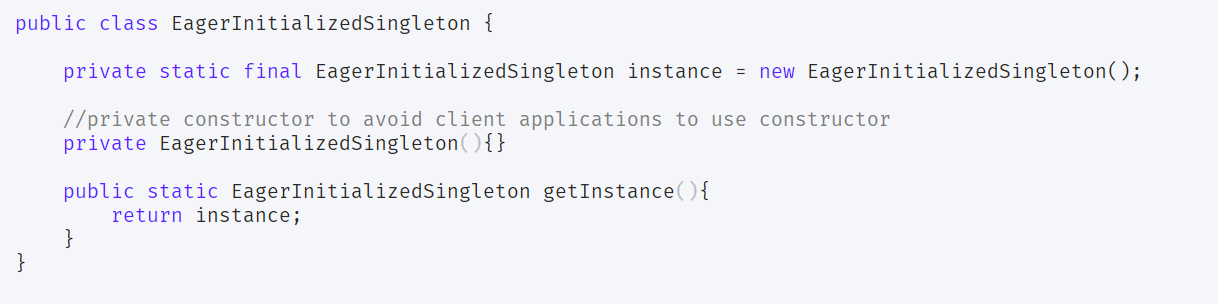 public class EagerInitializedSingleton {
    private static final EagerInitializedSingleton instance = new EagerInitializedSingleton();
    //private constructor to avoid client applications to use constructor
    private EagerInitializedSingleton(){}
    public static EagerInitializedSingleton getInstance(){
        return instance;
    }
}